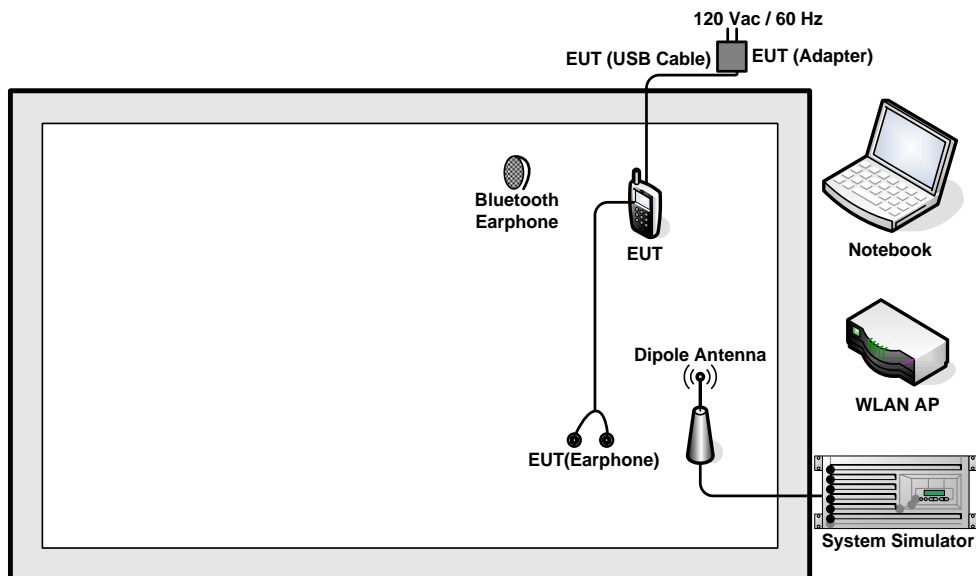 120 Vac / 60 Hz
EUT (USB Cable)
EUT (Adapter)
Bluetooth
Earphone
EUT
Notebook
Dipole Antenna
WLAN AP
EUT(Earphone)
System Simulator